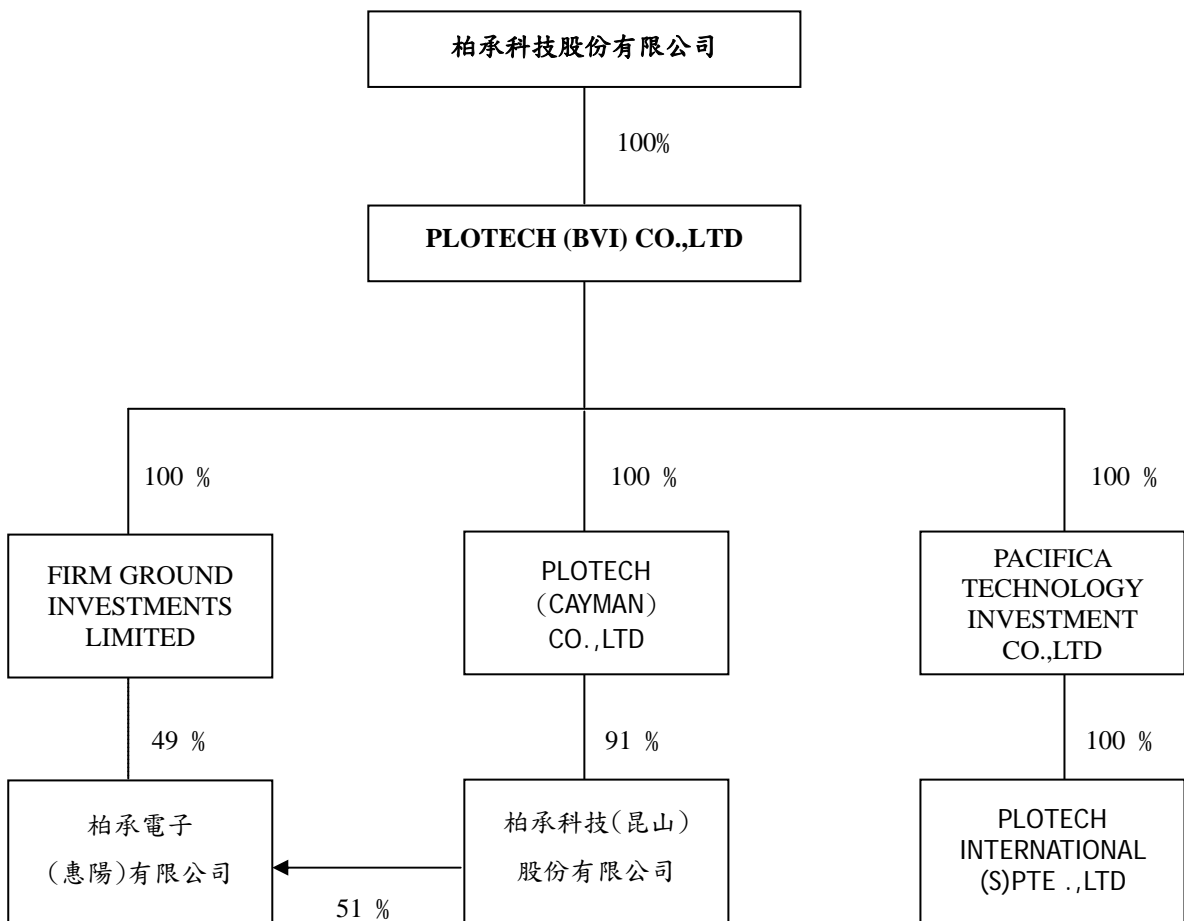 柏承科技股份有限公司
100%
PLOTECH (BVI) CO.,LTD
100 %
100 %
100 %
FIRM GROUND
INVESTMENTS
LIMITED
PLOTECH
(CAYMAN)
CO.,LTD
PACIFICA
TECHNOLOGY
INVESTMENT
CO.,LTD
49 %
91 %
100 %
柏承電子
(惠陽)有限公司
柏承科技(昆山)
股份有限公司
PLOTECH
INTERNATIONAL
(S)PTE .,LTD
51 %